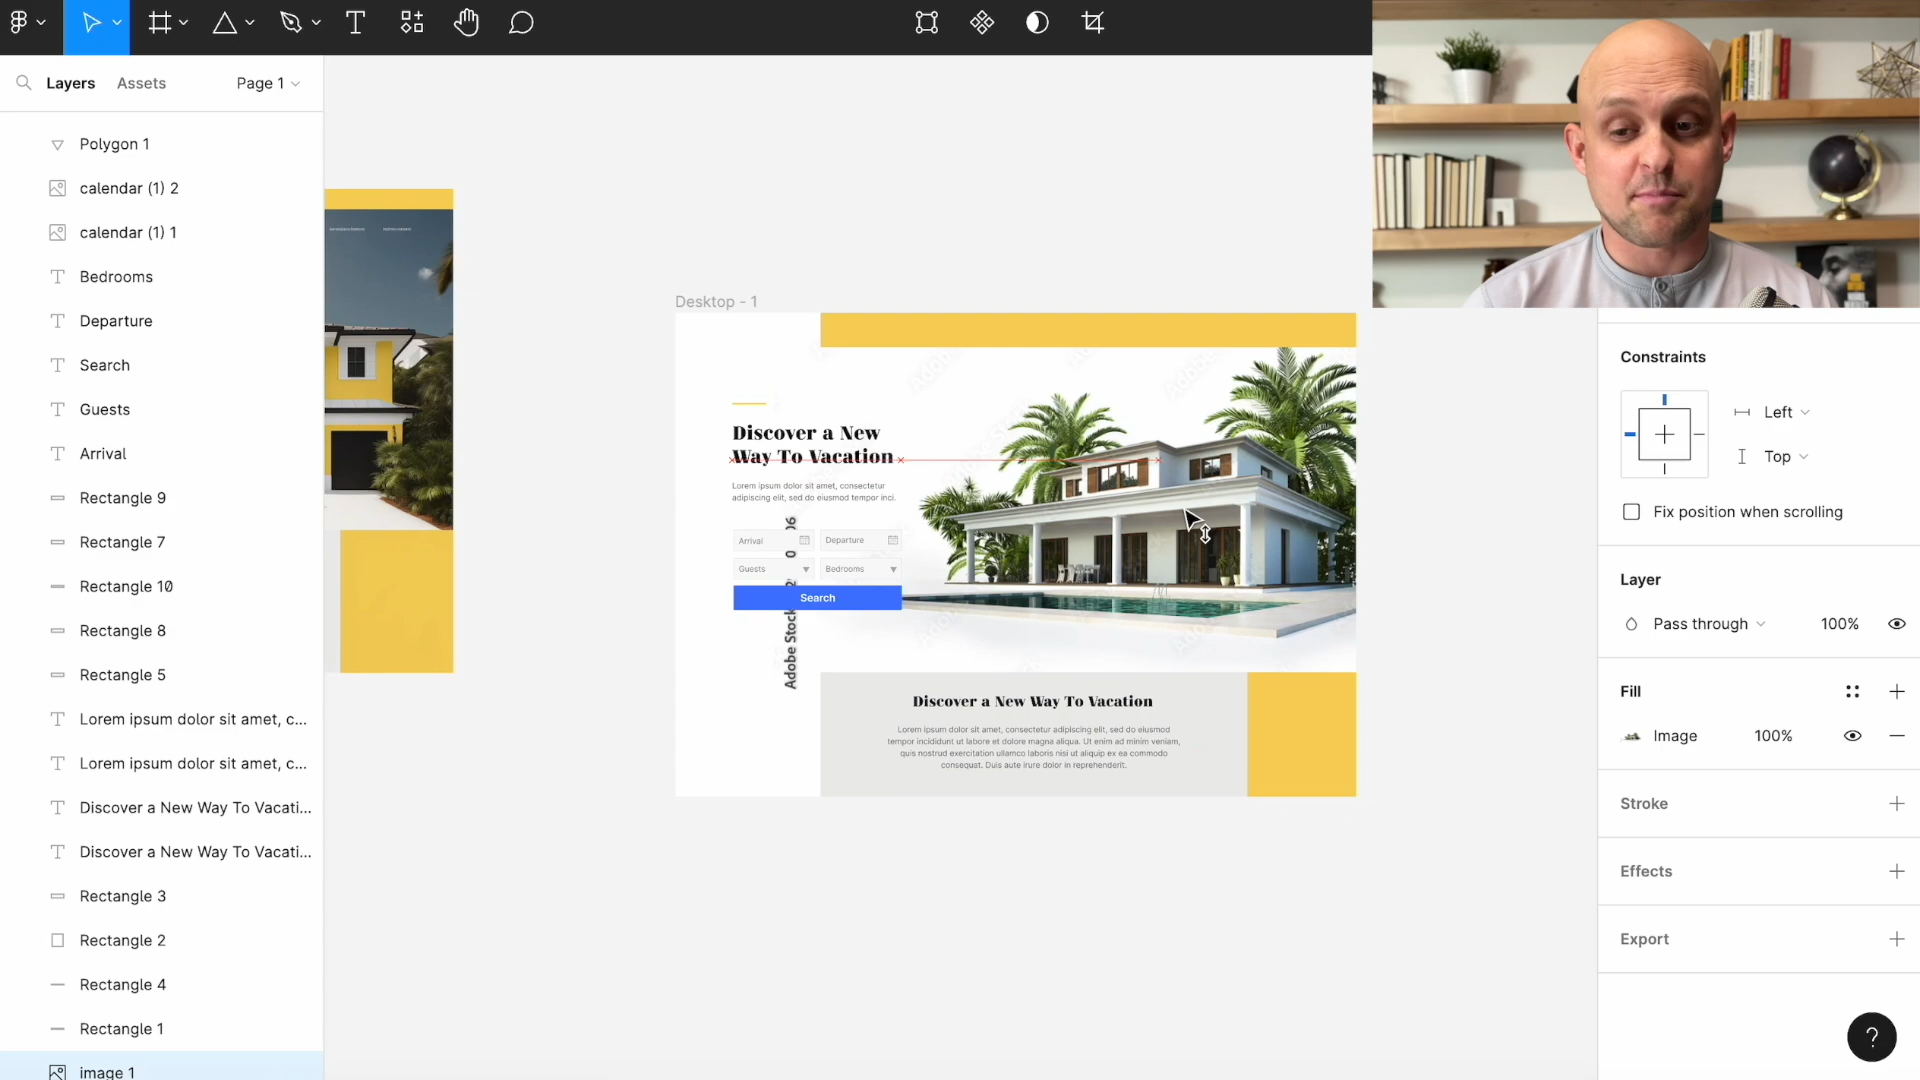 Layers
Assets
Page 1
Polygon 1
calendar (1) 2
calendar (1) 1
Bedrooms
Departure
Search
Guests
Arrival
Rectangle 9
Rectangle 7
Rectangle 10
Rectangle 8
Rectangle 5
Lorem ipsum dolor sit amet, c...
Lorem ipsum dolor sit amet, c...
Discover a New Way To Vacati...
Discover a New Way To Vacati...
Rectangle 3
Rectangle 2
Rectangle 4
Rectangle 1
image 1
Desktop - 1
Discover a New
Way To Vacation
Lorem ipsum dolor sit amet, consectetur
adipiscing elit, sed do eiusmod tempor inci.
Arrival
Departure
Guests
Bedrooms
Search
Adobe Stock
Discover a New Way To Vacation
Lorem ipsum dolor sit amet, consectetur adipiscing elit, sed do eiusmod
tempor incididunt ut labore et dolore magna aliqua. Ut enim ad minim veniam,
quis nostrud exercitation ullamco laboris nisi ut aliquip ex ea commodo
consequat. Duis aute irure dolor in reprehenderit.
Constraints
Left
Top
Fix position when scrolling
Layer
Pass through
100%
Fill
Image
100%
Stroke
Effects
Export
?